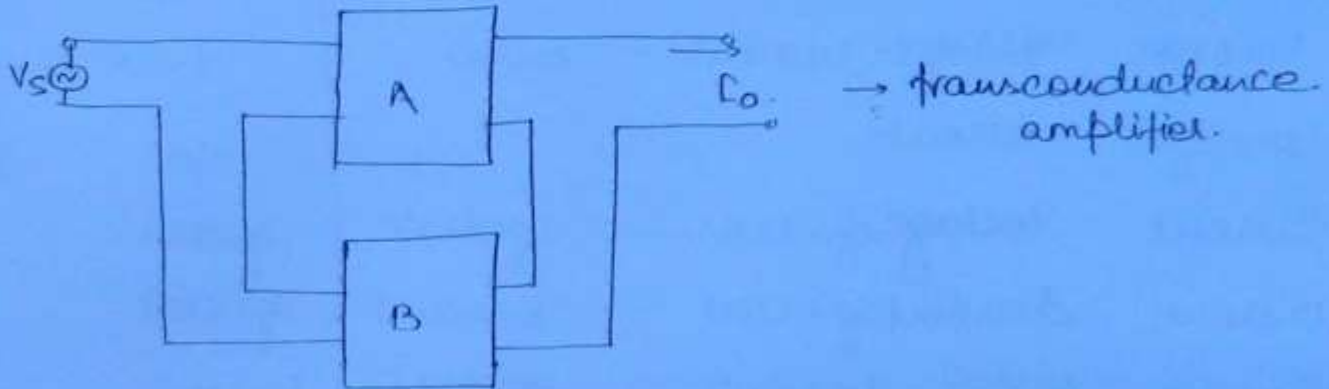 Vs
A
Io. → transconductance.
amplifier.
B